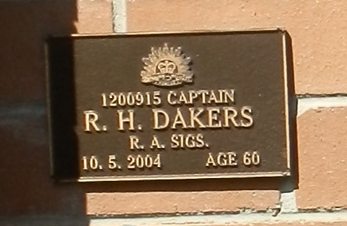 1200915 CAPTAIN
R. H. DAKERS
R. A. SIGS.
10. 5. 2004 AGE 60